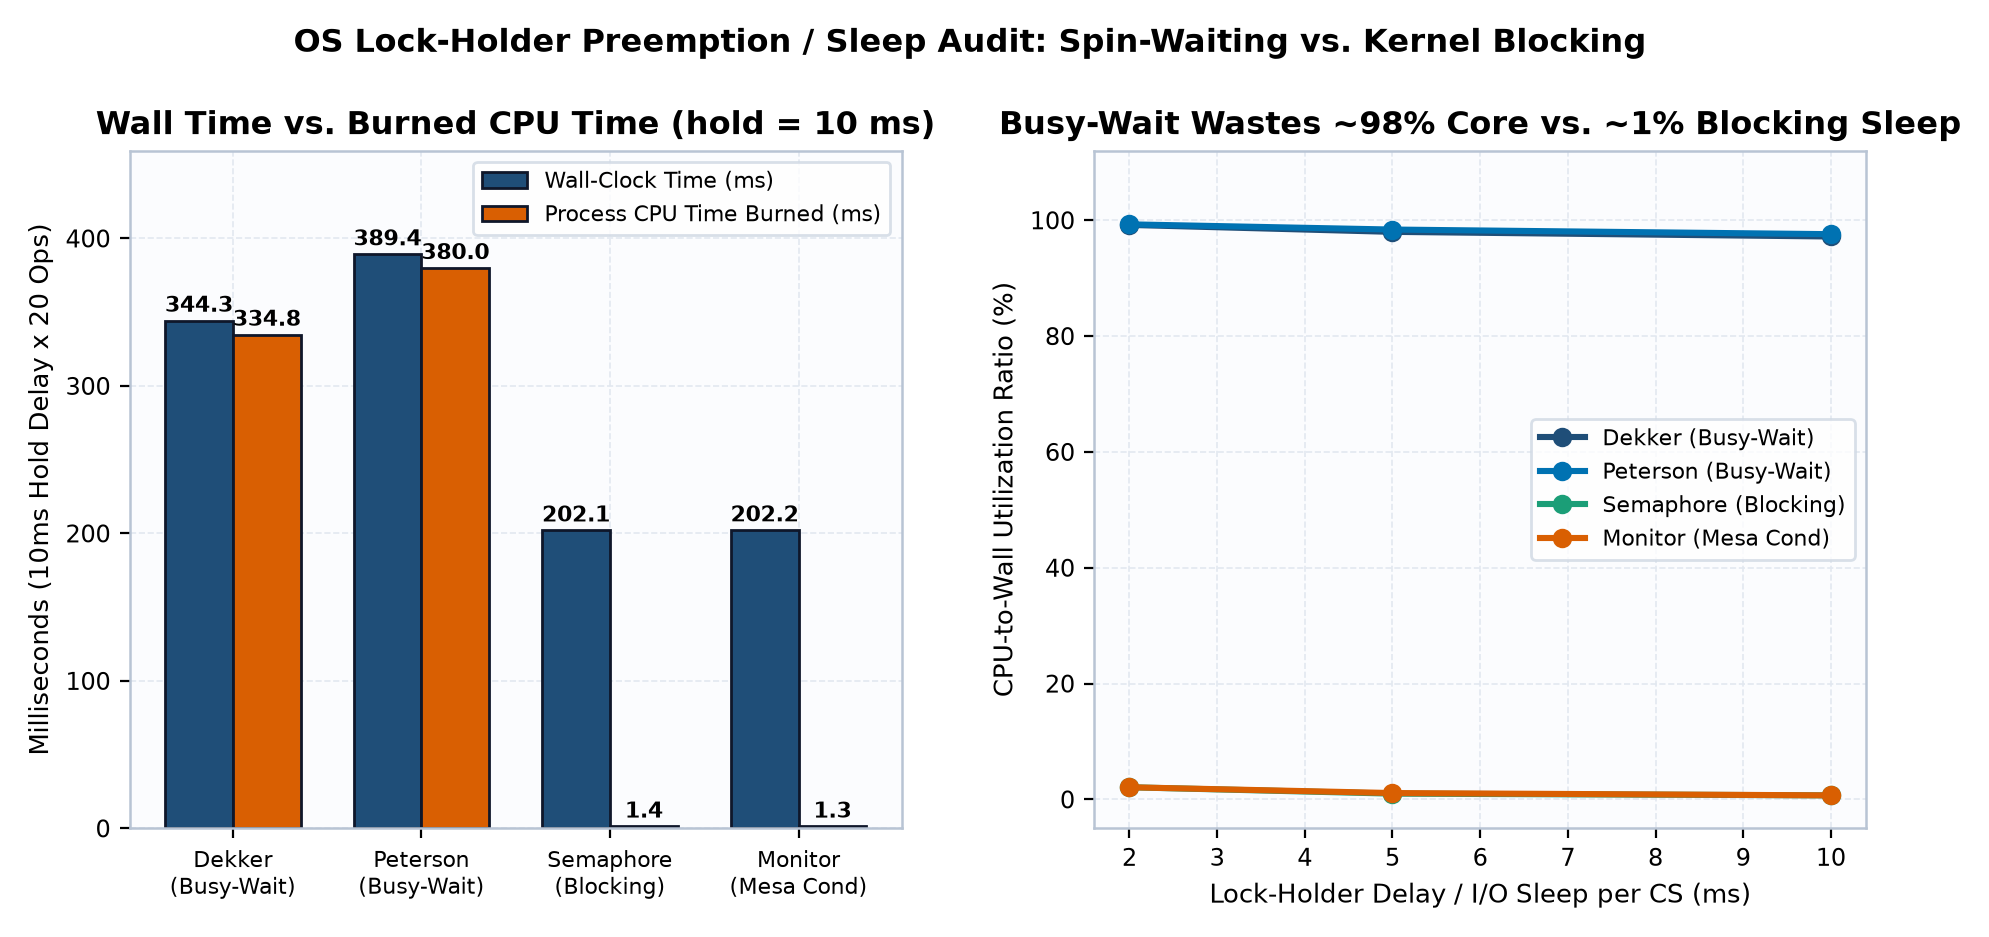 OS Lock-Holder Preemption / Sleep Audit: Spin-Waiting vs. Kernel Blocking
Wall Time vs. Burned CPU Time (hold = 10 ms)
Milliseconds (10ms Hold Delay x 20 Ops)
400
300
200
100
0
Wall-Clock Time (ms)
Process CPU Time Burned (ms)
344.3
334.8
389.4
380.0
202.1
1.4
202.2
1.3
Dekker
(Busy-Wait)
Peterson
(Busy-Wait)
Semaphore
(Blocking)
Monitor
(Mesa Cond)
Busy-Wait Wastes ~98% Core vs. ~1% Blocking Sleep
CPU-to-Wall Utilization Ratio (%)
100
80
60
40
20
0
Dekker (Busy-Wait)
Peterson (Busy-Wait)
Semaphore (Blocking)
Monitor (Mesa Cond)
2 3 4 5 6 7 8 9 10
Lock-Holder Delay / I/O Sleep per CS (ms)